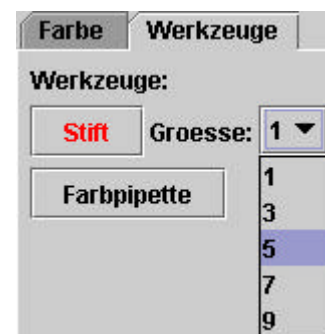 Farbe Werkzeuge
Werkzeuge:
Stift Groesse: 1
Farbpipette
1
3
5
7
9